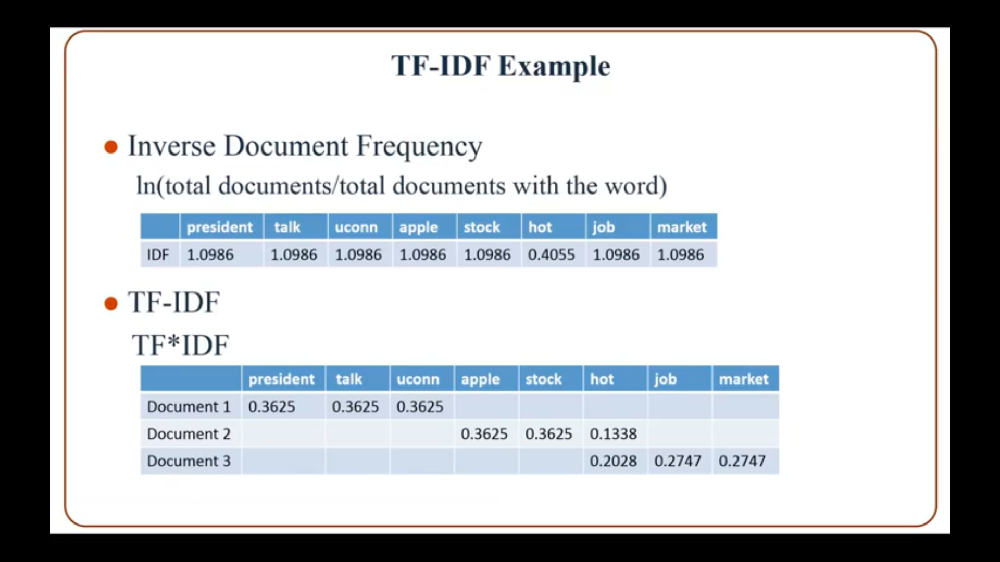 TF-IDF Example
Inverse Document Frequency
ln(total documents/total documents with the word)
president talk uconn apple stock hot job market
IDF 1.0986 1.0986 1.0986 1.0986 1.0986 0.4055 1.0986 1.0986
TF-IDF
TF*IDF
president talk uconn apple stock hot job market
Document 1 0.3625 0.3625 0.3625
Document 2 0.3625 0.3625 0.1338
Document 3 0.2028 0.2747 0.2747